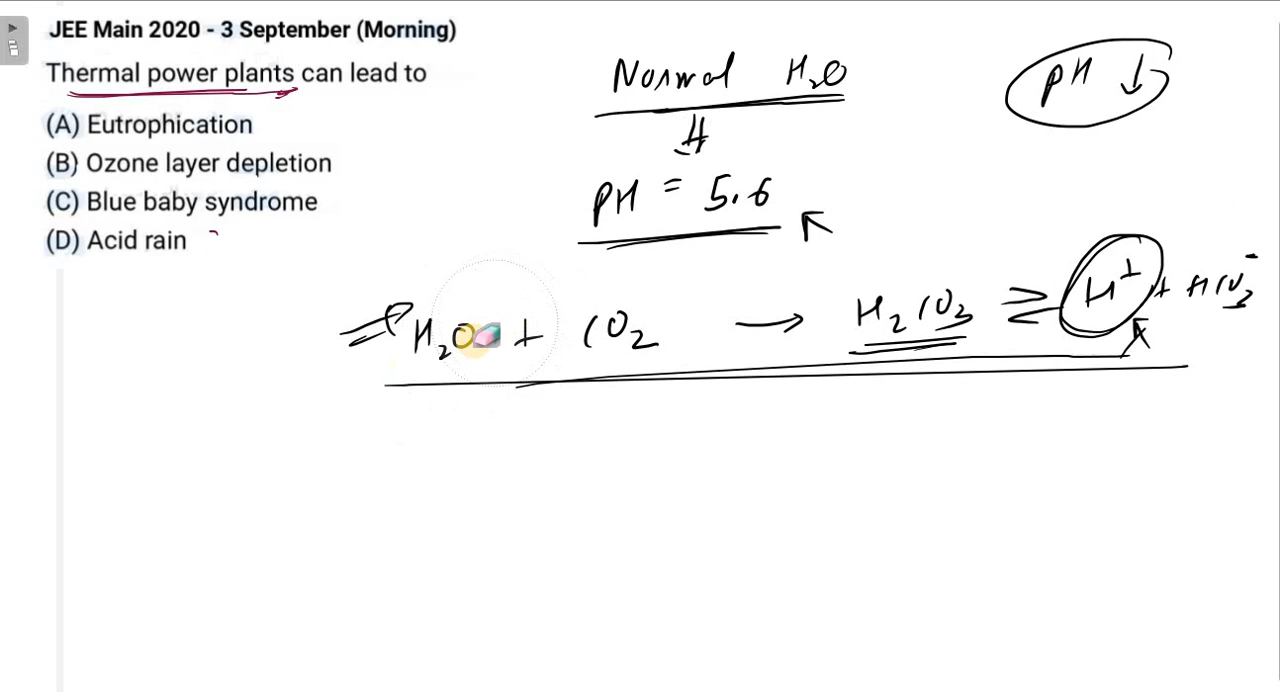 JEE Main 2020 - 3 September (Morning)
Thermal power plants can lead to
(A) Eutrophication
(B) Ozone layer depletion
(C) Blue baby syndrome
(D) Acid rain
Normal H₂O
PH = 5.6
PH ↓
H₂O + CO₂ → H₂CO₃ ⇌ H⁺ + HCO₃⁻